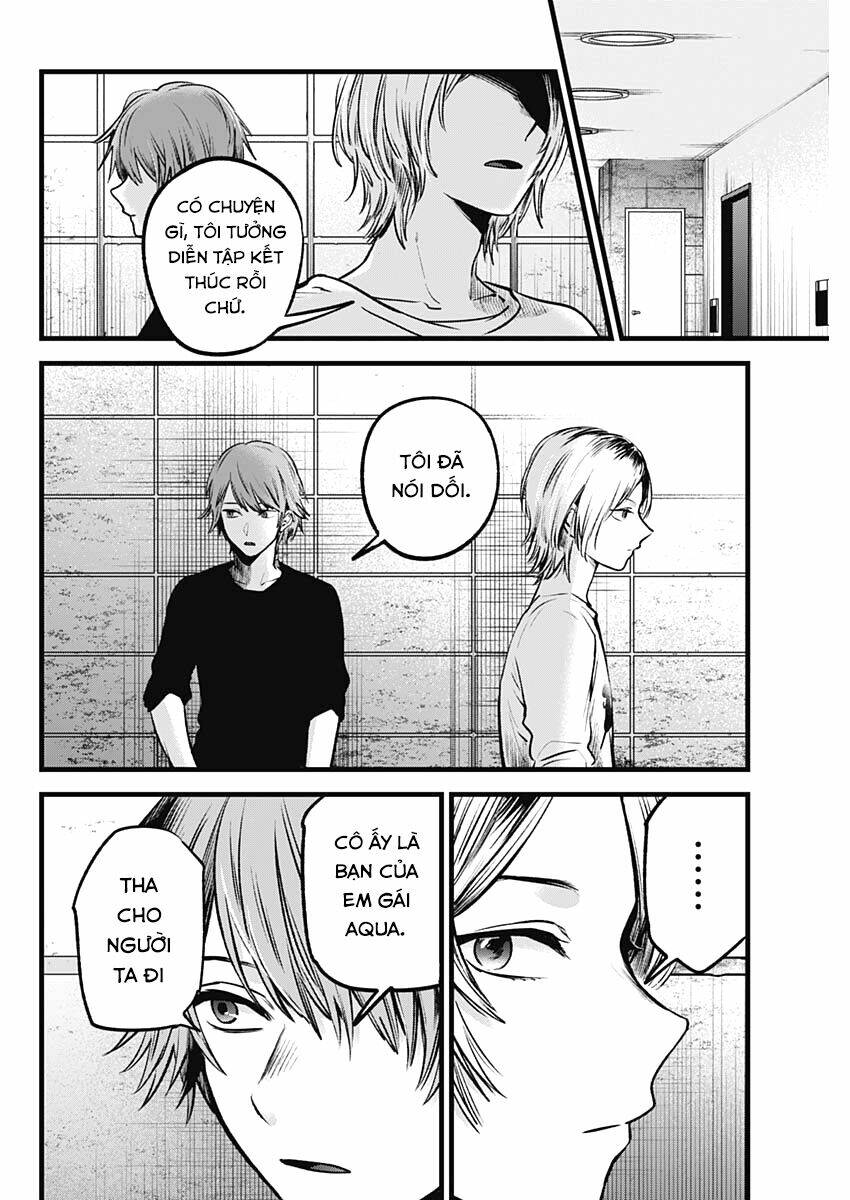 CÓ CHUYỆN
GÌ, TÔI TƯỞNG
DIỄN TẬP KẾT
THÚC RỒI
CHỨ.
TÔI ĐÃ
NÓI DỐI.
......
CÔ ẤY LÀ
BẠN CỦA
EM GÁI
AQUA.
THA
CHO
NGƯỜI
TA ĐI